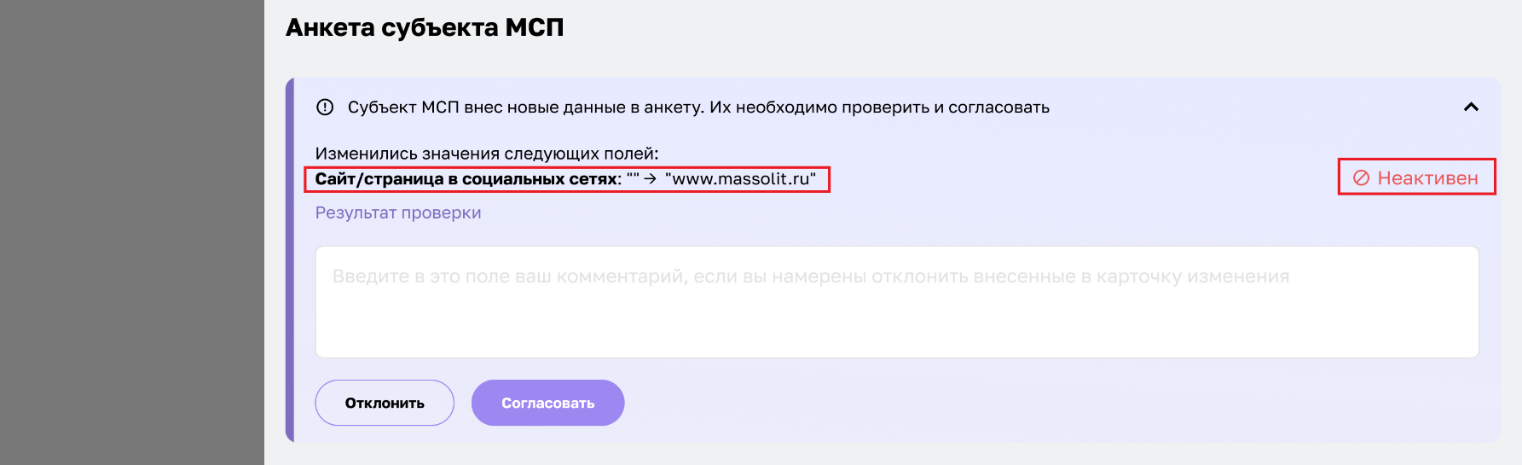 Анкета субъекта МСП
Субъект МСП внес новые данные в анкету. Их необходимо проверить и согласовать
Изменились значения следующих полей:
Сайт/страница в социальных сетях: "" → "www.massolit.ru"
Неактивен
Результат проверки
Введите в это поле ваш комментарий, если вы намерены отклонить внесенные в карточку изменения
Отклонить Согласовать